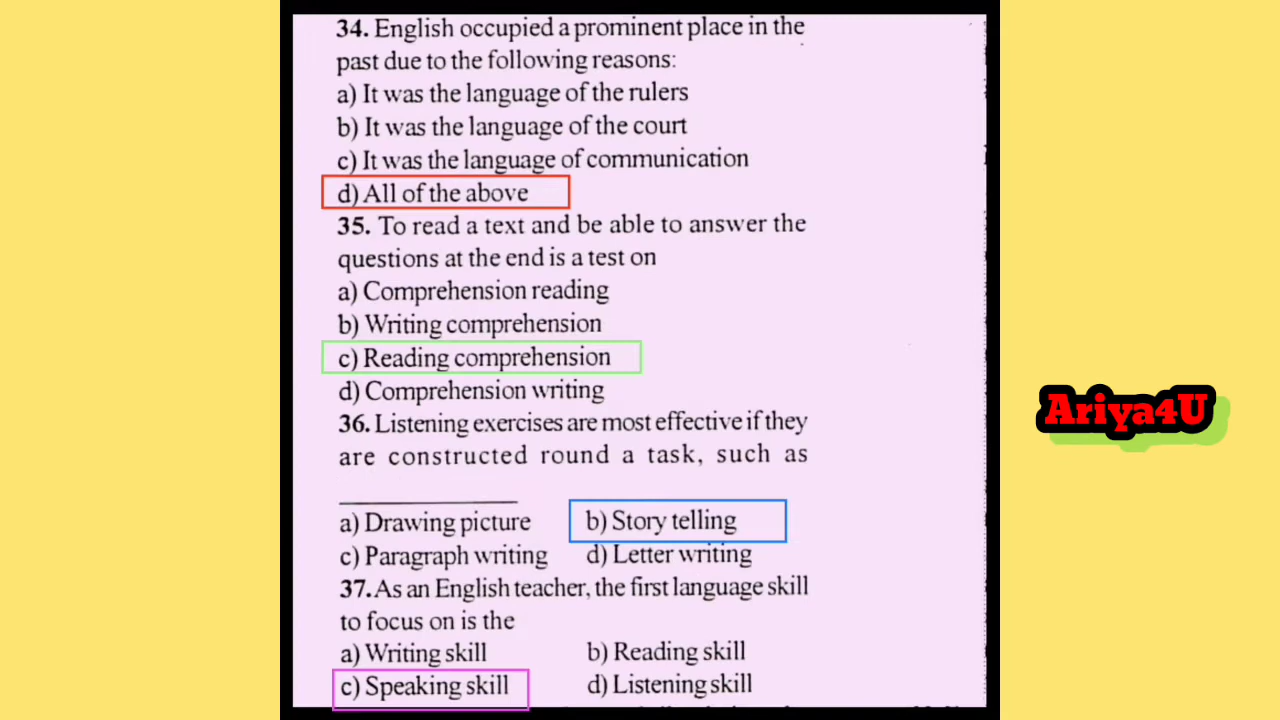 34. English occupied a prominent place in the
past due to the following reasons:
a) It was the language of the rulers
b) It was the language of the court
c) It was the language of communication
d) All of the above
35. To read a text and be able to answer the
questions at the end is a test on
a) Comprehension reading
b) Writing comprehension
c) Reading comprehension
d) Comprehension writing
36. Listening exercises are most effective if they
are constructed round a task, such as
_______________
a) Drawing picture b) Story telling
c) Paragraph writing d) Letter writing
37. As an English teacher, the first language skill
to focus on is the
a) Writing skill b) Reading skill
c) Speaking skill d) Listening skill
Ariya4U